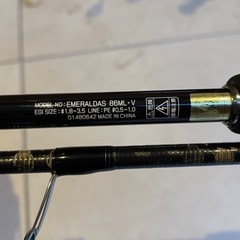 MODEL NO: EMERALDAS 86ML・V
EGI SIZE: #1.8-3.5 LINE: PE #0.5-1.0
01480642 MADE IN CHINA